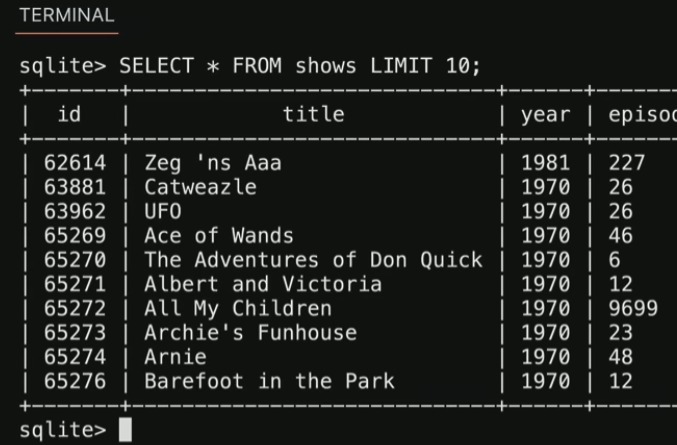 TERMINAL
sqlite> SELECT * FROM shows LIMIT 10;
+-------+-----------------------------+------+-------
|  id   |            title            | year | episod
+-------+-----------------------------+------+-------
| 62614 | Zeg 'ns Aaa                 | 1981 | 227
| 63881 | Catweazle                   | 1970 | 26
| 63962 | UFO                         | 1970 | 26
| 65269 | Ace of Wands                | 1970 | 46
| 65270 | The Adventures of Don Quick | 1970 | 6
| 65271 | Albert and Victoria         | 1970 | 12
| 65272 | All My Children             | 1970 | 9699
| 65273 | Archie's Funhouse           | 1970 | 23
| 65274 | Arnie                       | 1970 | 48
| 65276 | Barefoot in the Park        | 1970 | 12
+-------+-----------------------------+------+-------
sqlite>